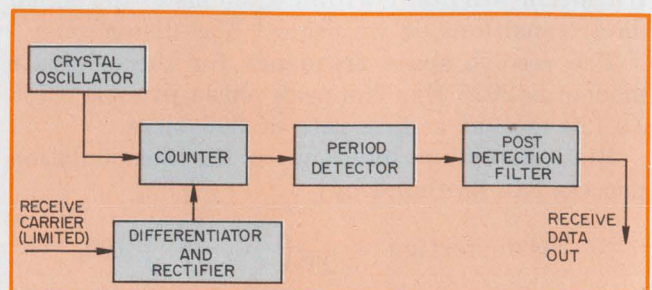 CRYSTAL
OSCILLATOR
COUNTER
PERIOD
DETECTOR
POST
DETECTION
FILTER
RECEIVE
CARRIER
(LIMITED)
DIFFERENTIATOR
AND
RECTIFIER
RECEIVE
DATA
OUT